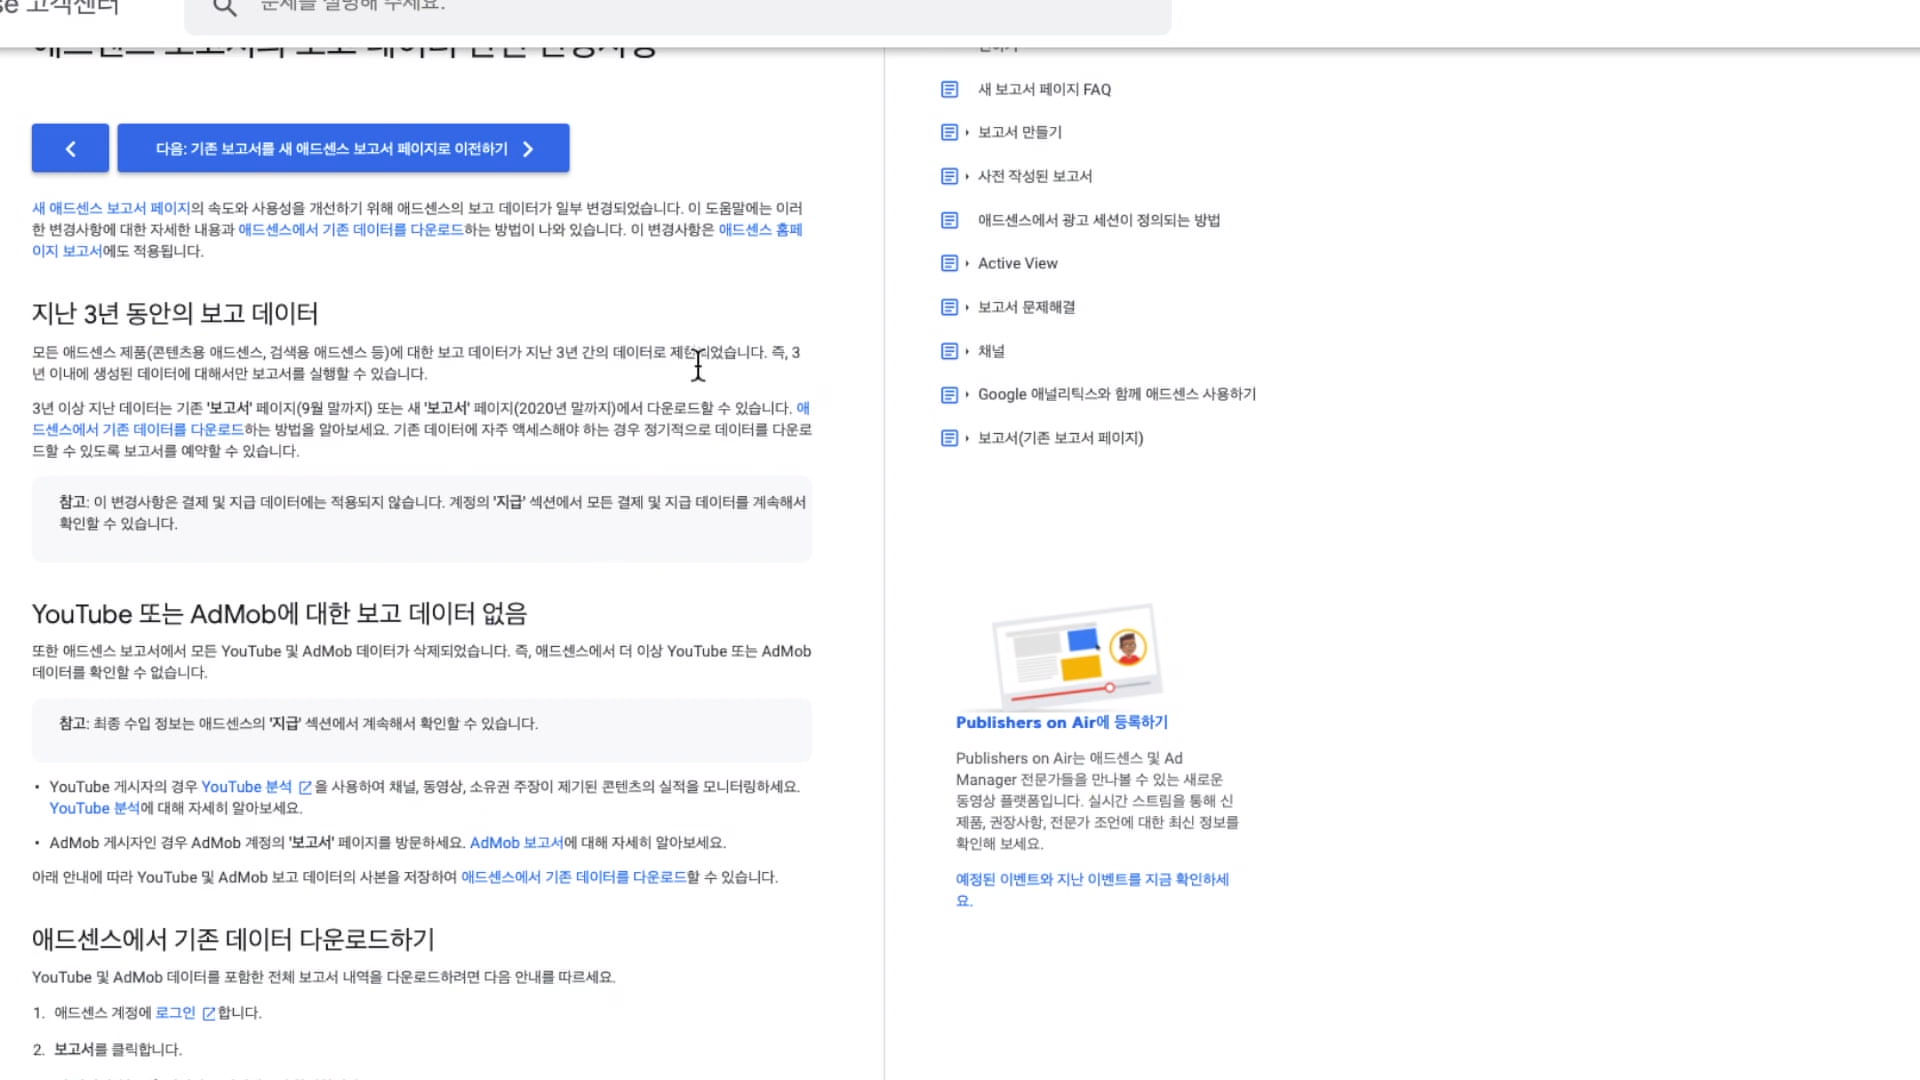 고객센터
문제를 설명해 주세요.
애드센스 보고서의 보고 데이터 관련 변경사항
다음: 기존 보고서를 새 애드센스 보고서 페이지로 이전하기
새 애드센스 보고서 페이지의 속도와 사용성을 개선하기 위해 애드센스의 보고 데이터가 일부 변경되었습니다. 이 도움말에는 이러
한 변경사항에 대한 자세한 내용과 애드센스에서 기존 데이터를 다운로드하는 방법이 나와 있습니다. 이 변경사항은 애드센스 홈페
이지 보고서에도 적용됩니다.
지난 3년 동안의 보고 데이터
모든 애드센스 제품(콘텐츠용 애드센스, 검색용 애드센스 등)에 대한 보고 데이터가 지난 3년 간의 데이터로 제한되었습니다. 즉, 3
년 이내에 생성된 데이터에 대해서만 보고서를 실행할 수 있습니다.
3년 이상 지난 데이터는 기존 '보고서' 페이지(9월 말까지) 또는 새 '보고서' 페이지(2020년 말까지)에서 다운로드할 수 있습니다. 애
드센스에서 기존 데이터를 다운로드하는 방법을 알아보세요. 기존 데이터에 자주 액세스해야 하는 경우 정기적으로 데이터를 다운로
드할 수 있도록 보고서를 예약할 수 있습니다.
참고: 이 변경사항은 결제 및 지급 데이터에는 적용되지 않습니다. 계정의 '지급' 섹션에서 모든 결제 및 지급 데이터를 계속해서
확인할 수 있습니다.
YouTube 또는 AdMob에 대한 보고 데이터 없음
또한 애드센스 보고서에서 모든 YouTube 및 AdMob 데이터가 삭제되었습니다. 즉, 애드센스에서 더 이상 YouTube 또는 AdMob
데이터를 확인할 수 없습니다.
참고: 최종 수입 정보는 애드센스의 '지급' 섹션에서 계속해서 확인할 수 있습니다.
• YouTube 게시자의 경우 YouTube 분석 을 사용하여 채널, 동영상, 소유권 주장이 제기된 콘텐츠의 실적을 모니터링하세요.
YouTube 분석에 대해 자세히 알아보세요.
• AdMob 게시자인 경우 AdMob 계정의 '보고서' 페이지를 방문하세요. AdMob 보고서에 대해 자세히 알아보세요.
아래 안내에 따라 YouTube 및 AdMob 보고 데이터의 사본을 저장하여 애드센스에서 기존 데이터를 다운로드할 수 있습니다.
애드센스에서 기존 데이터 다운로드하기
YouTube 및 AdMob 데이터를 포함한 전체 보고서 내역을 다운로드하려면 다음 안내를 따르세요.
1. 애드센스 계정에 로그인 합니다.
2. 보고서를 클릭합니다.
새 보고서 페이지 FAQ
보고서 만들기
사전 작성된 보고서
애드센스에서 광고 세션이 정의되는 방법
Active View
보고서 문제해결
채널
Google 애널리틱스와 함께 애드센스 사용하기
보고서(기존 보고서 페이지)
Publishers on Air에 등록하기
Publishers on Air는 애드센스 및 Ad
Manager 전문가들을 만나볼 수 있는 새로운
동영상 플랫폼입니다. 실시간 스트림을 통해 신
제품, 권장사항, 전문가 조언에 대한 최신 정보를
확인해 보세요.
예정된 이벤트와 지난 이벤트를 지금 확인하세
요.